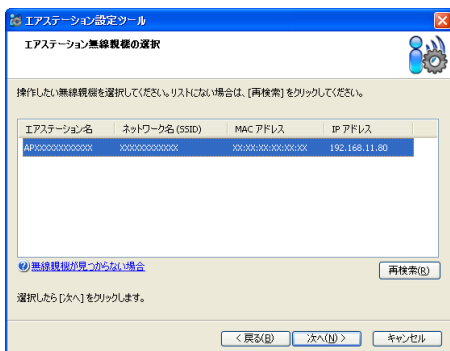 エアステーション設定ツール
エアステーション無線親機の選択
操作したい無線親機を選択してください。リストにない場合は、[再検索]をクリックしてください。
エアステーション名 ネットワーク名(SSID) MACアドレス IPアドレス
APXXXXXXXXXXXX XXXXXXXXXXXX XX:XX:XX:XX:XX:XX 192.168.11.80
無線親機が見つからない場合
再検索(R)
選択したら[次へ]をクリックします。
< 戻る(B) 次へ(N) > キャンセル